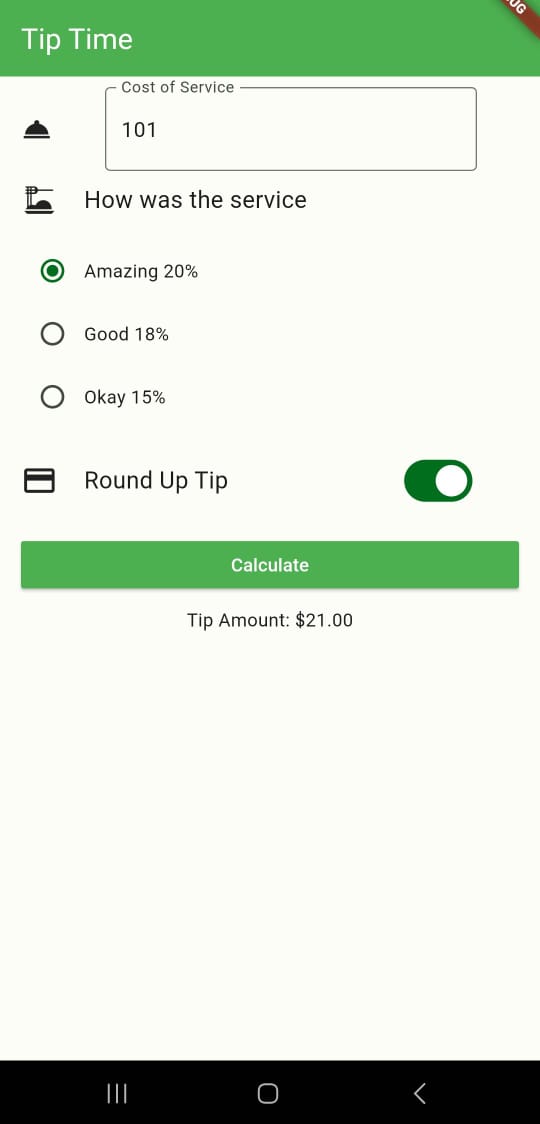 Tip Time
Cost of Service
101
How was the service
Amazing 20%
Good 18%
Okay 15%
Round Up Tip
Calculate
Tip Amount: $21.00